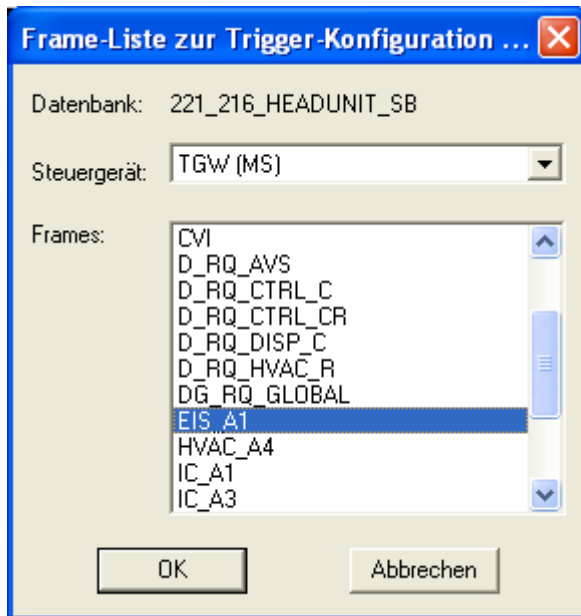 Frame-Liste zur Trigger-Konfiguration ...
Datenbank: 221_216_HEADUNIT_SB
Steuergerät: TGW (MS)
Frames:
CVI
D_RQ_AVS
D_RQ_CTRL_C
D_RQ_CTRL_CR
D_RQ_DISP_C
D_RQ_HVAC_R
DG_RQ_GLOBAL
EIS_A1
HVAC_A4
IC_A1
IC_A3
OK Abbrechen